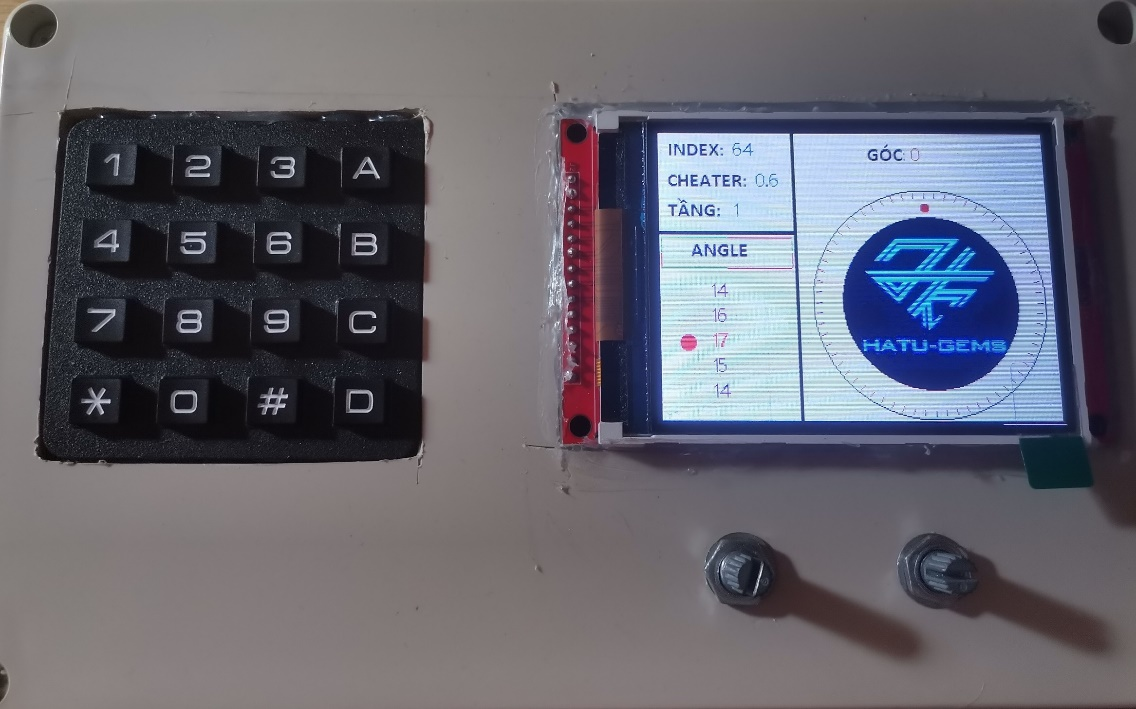 1 2 3 A
4 5 6 B
7 8 9 C
* 0 # D
INDEX: 64
CHEATER: 0.6
TẦNG: 1
ANGLE
14
16
17
15
14
GÓC: 0
HATU-GEMS